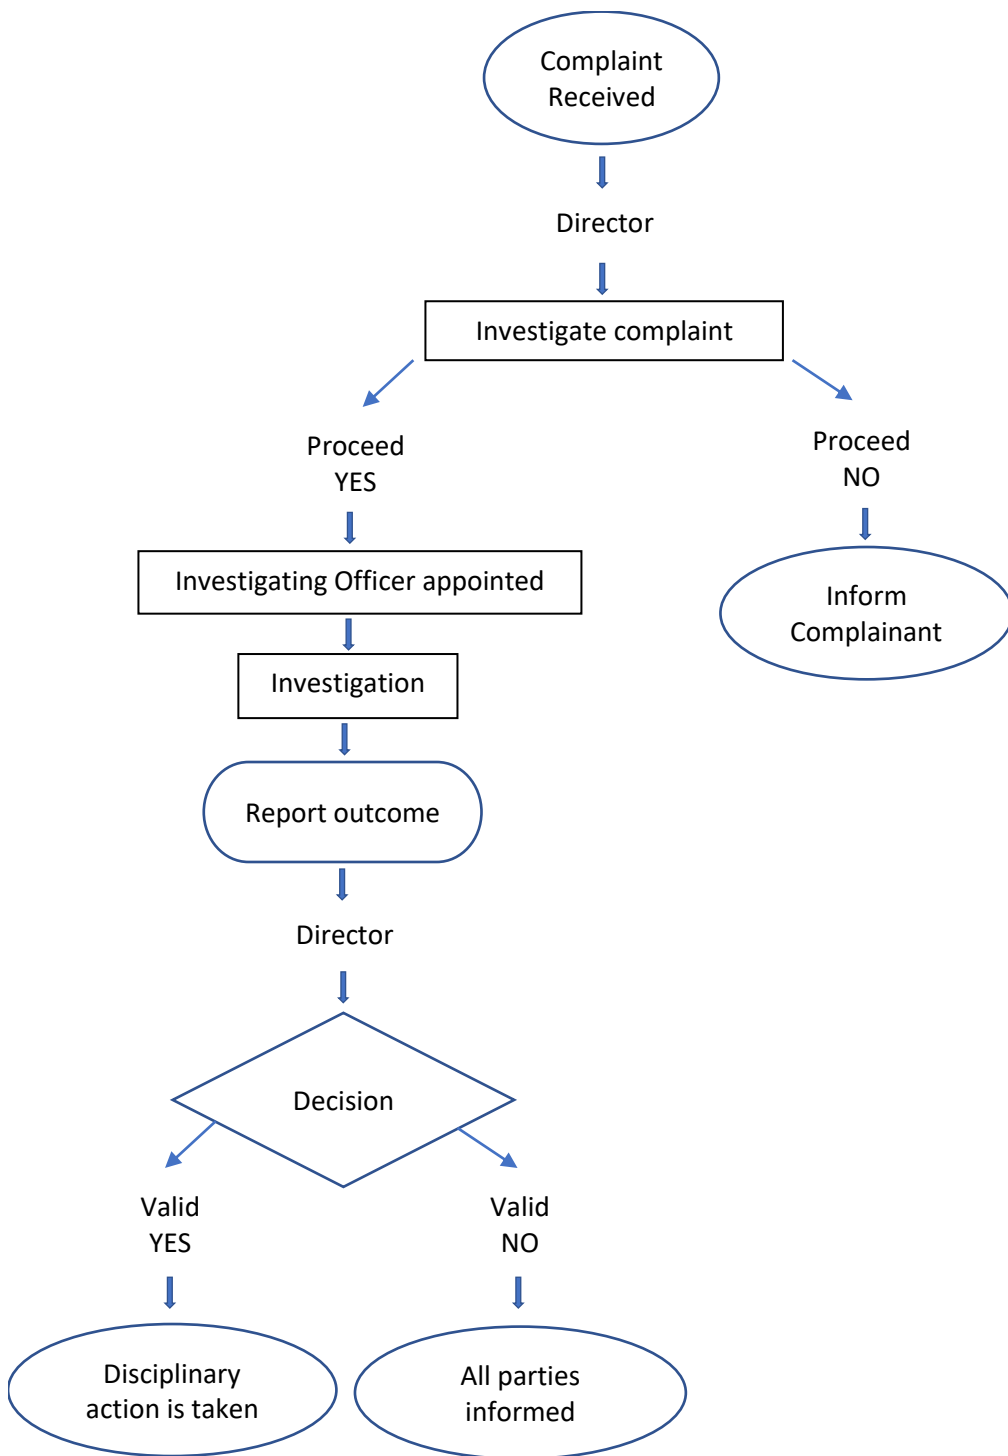 Complaint
Received
Director
Investigate complaint
Proceed
YES
Proceed
NO
Investigating Officer appointed
Inform
Complainant
Investigation
Report outcome
Director
Decision
Valid
YES
Valid
NO
Disciplinary
action is taken
All parties
informed